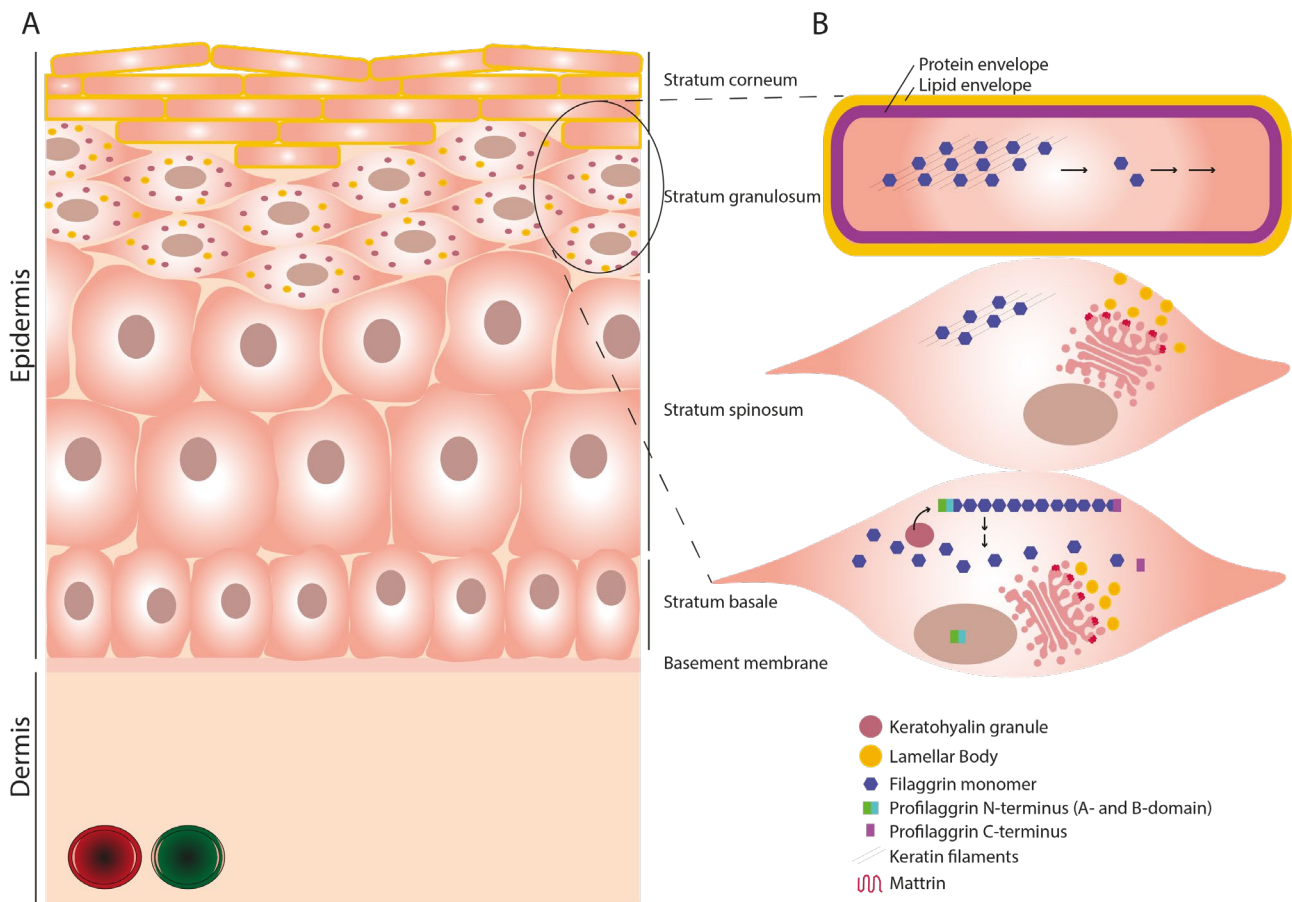 A
B
Epidermis
Dermis
Stratum corneum
Stratum granulosum
Stratum spinosum
Stratum basale
Basement membrane
Protein envelope
Lipid envelope
Keratohyalin granule
Lamellar Body
Filaggrin monomer
Profilaggrin N-terminus (A- and B-domain)
Profilaggrin C-terminus
Keratin filaments
Mattrin